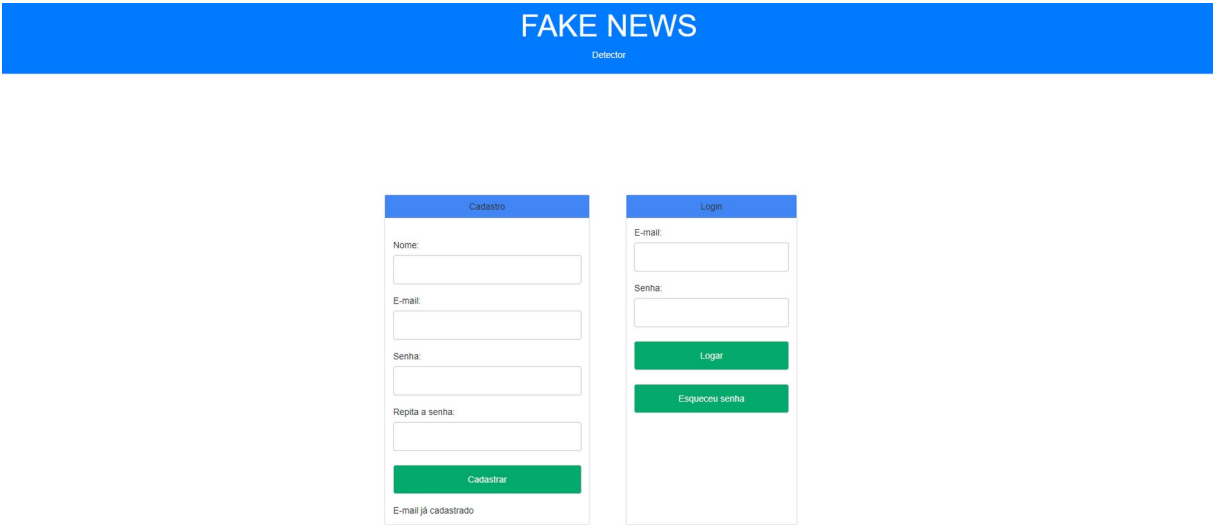 FAKE NEWS
Detector
Cadastro
Nome:
E-mail:
Senha:
Repita a senha:
Cadastrar
E-mail já cadastrado
Login
E-mail:
Senha:
Logar
Esqueceu senha